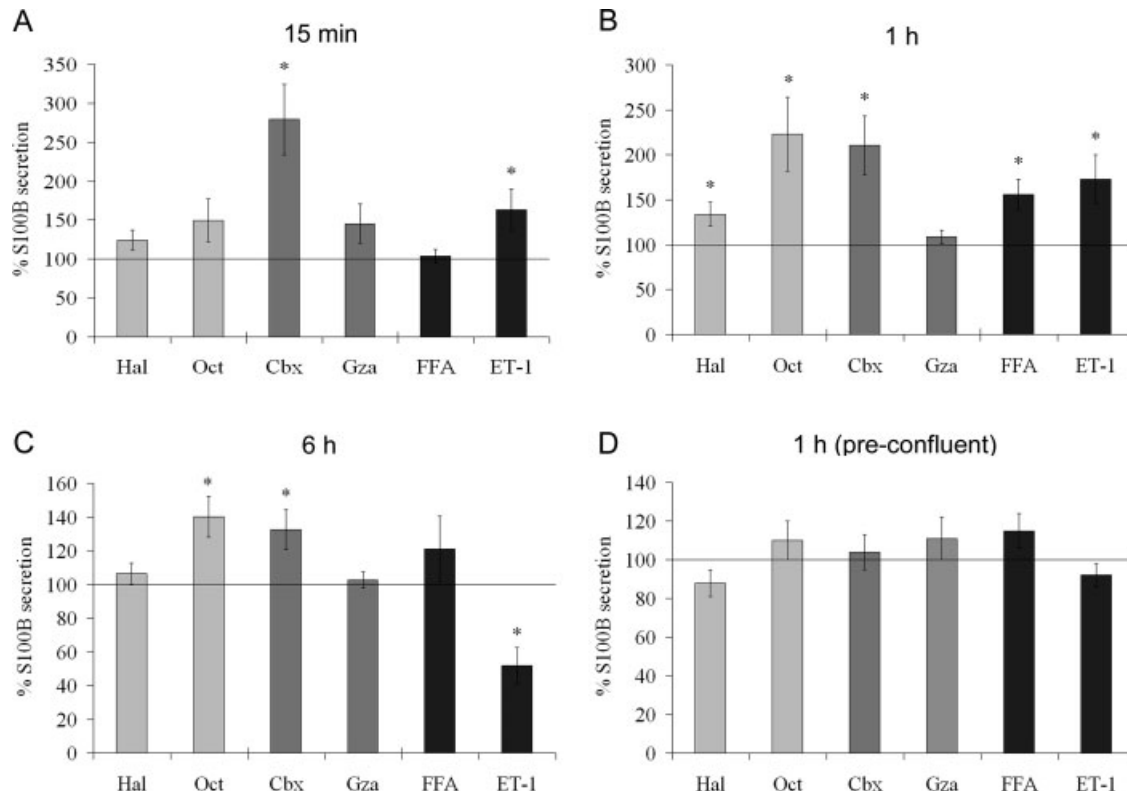 A
15 min
% S100B secretion
350
300
250
200
150
100
50
0
*
*
Hal Oct Cbx Gza FFA ET-1
B
1 h
% S100B secretion
300
250
200
150
100
50
0
*
*
*
*
*
Hal Oct Cbx Gza FFA ET-1
C
6 h
% S100B secretion
160
140
120
100
80
60
40
20
0
*
*
*
Hal Oct Cbx Gza FFA ET-1
D
1 h (pre-confluent)
% S100B secretion
140
120
100
80
60
40
20
0
Hal Oct Cbx Gza FFA ET-1